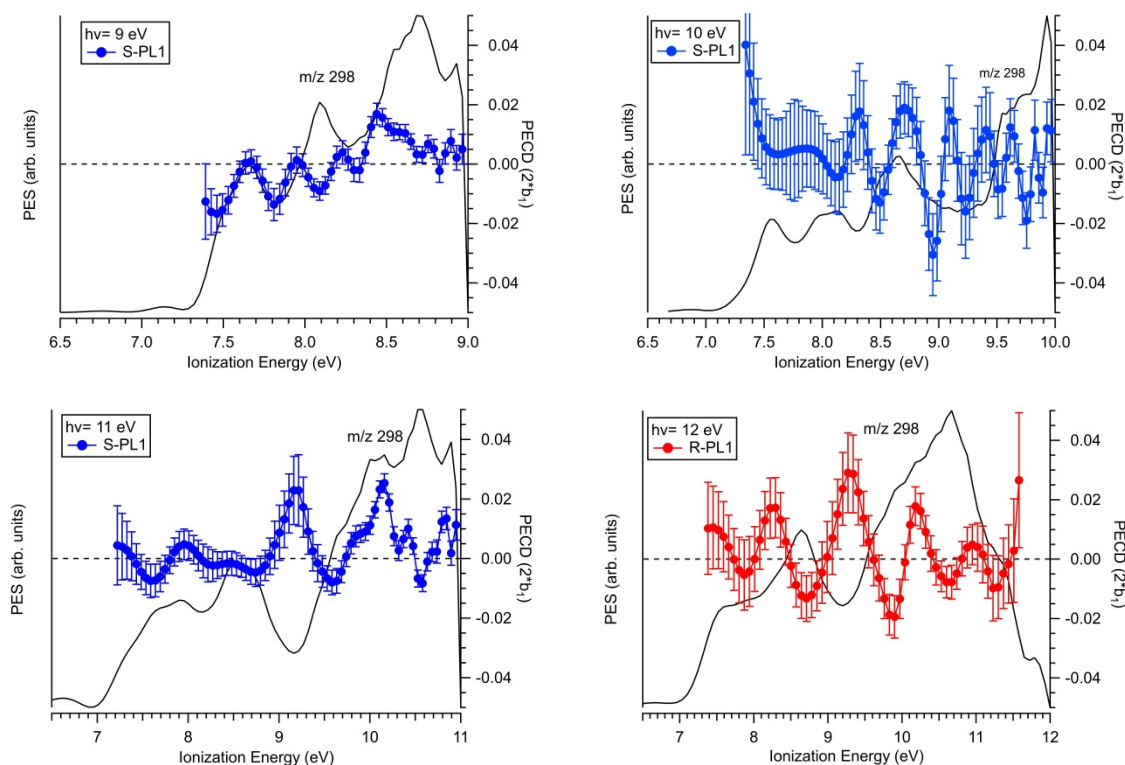 hν= 9 eV
S-PL1
m/z 298
PES (arb. units)
0.04
0.02
0.00
-0.02
-0.04
PECD (2*b₁)
6.5 7.0 7.5 8.0 8.5 9.0
Ionization Energy (eV)
hν= 10 eV
S-PL1
m/z 298
PES (arb. units)
0.04
0.02
0.00
-0.02
-0.04
PECD (2*b₁)
6.5 7.0 7.5 8.0 8.5 9.0 9.5 10.0
Ionization Energy (eV)
hν= 11 eV
S-PL1
m/z 298
PES (arb. units)
0.04
0.02
0.00
-0.02
-0.04
PECD (2*b₁)
7 8 9 10 11
Ionization Energy (eV)
hν= 12 eV
R-PL1
m/z 298
PES (arb. units)
0.04
0.02
0.00
-0.02
-0.04
PECD (2*b₁)
7 8 9 10 11 12
Ionization Energy (eV)